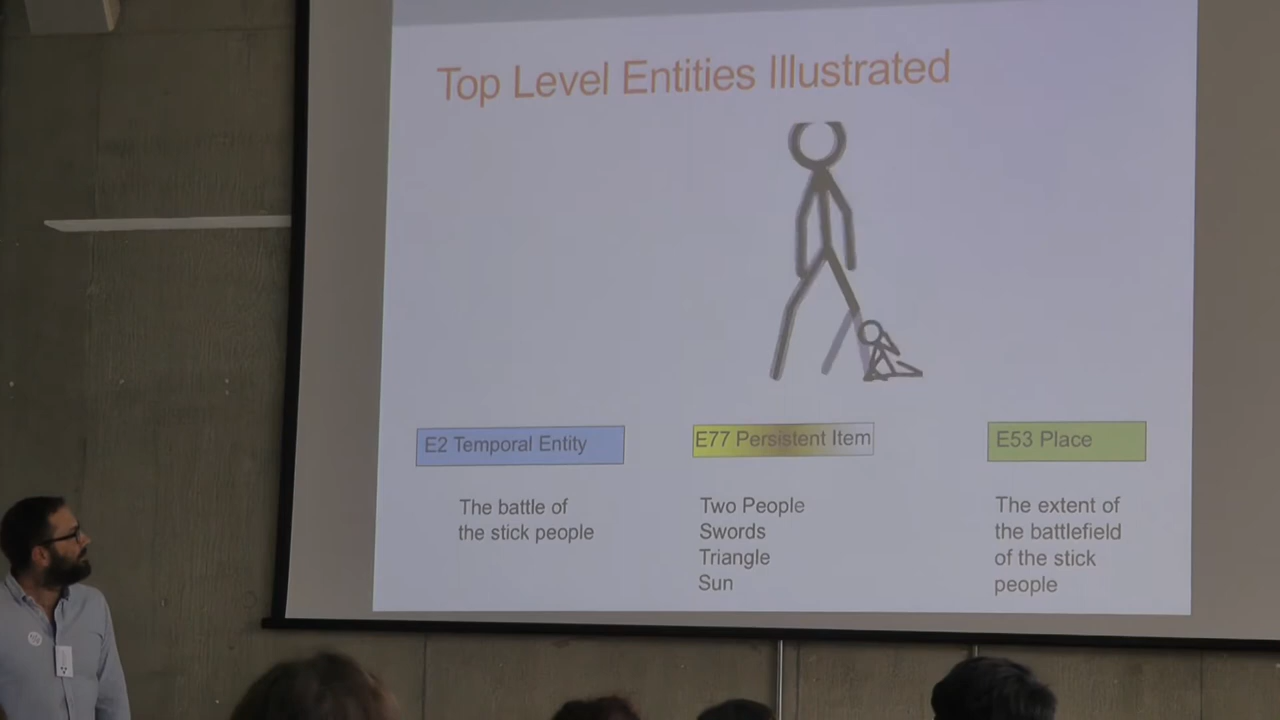 Top Level Entities Illustrated
E2 Temporal Entity
The battle of
the stick people
E77 Persistent Item
Two People
Swords
Triangle
Sun
E53 Place
The extent of
the battlefield
of the stick
people